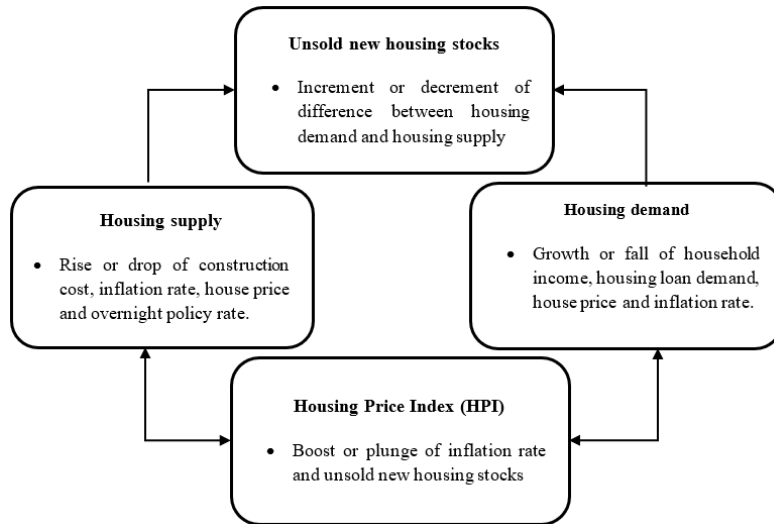 Unsold new housing stocks
• Increment or decrement of
difference between housing
demand and housing supply
Housing supply
• Rise or drop of construction
cost, inflation rate, house price
and overnight policy rate.
Housing demand
• Growth or fall of household
income, housing loan demand,
house price and inflation rate.
Housing Price Index (HPI)
• Boost or plunge of inflation rate
and unsold new housing stocks